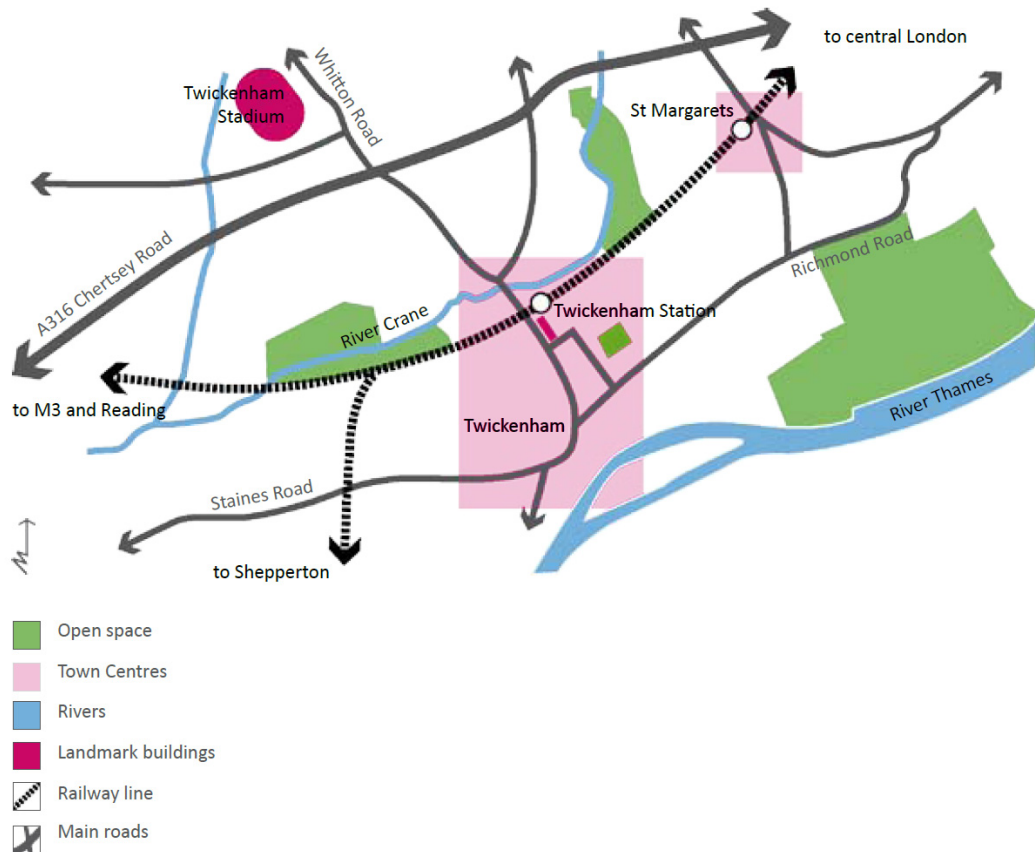 to central London
Whitton Road
Twickenham
Stadium
St Margarets
A316 Chertsey Road
Richmond Road
River Crane
Twickenham Station
to M3 and Reading
River Thames
Twickenham
Staines Road
to Shepperton
N
Open space
Town Centres
Rivers
Landmark buildings
Railway line
Main roads